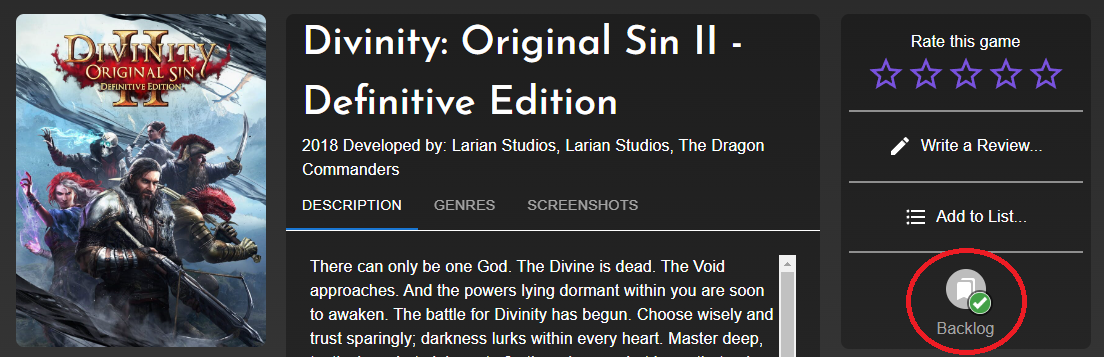 DIVINITY
II
ORIGINAL SIN
DEFINITIVE EDITION
Divinity: Original Sin II -
Definitive Edition
2018 Developed by: Larian Studios, Larian Studios, The Dragon
Commanders
DESCRIPTION
GENRES
SCREENSHOTS
There can only be one God. The Divine is dead. The Void
approaches. And the powers lying dormant within you are soon
to awaken. The battle for Divinity has begun. Choose wisely and
trust sparingly; darkness lurks within every heart. Master deep,
Rate this game
Write a Review...
Add to List...
Backlog